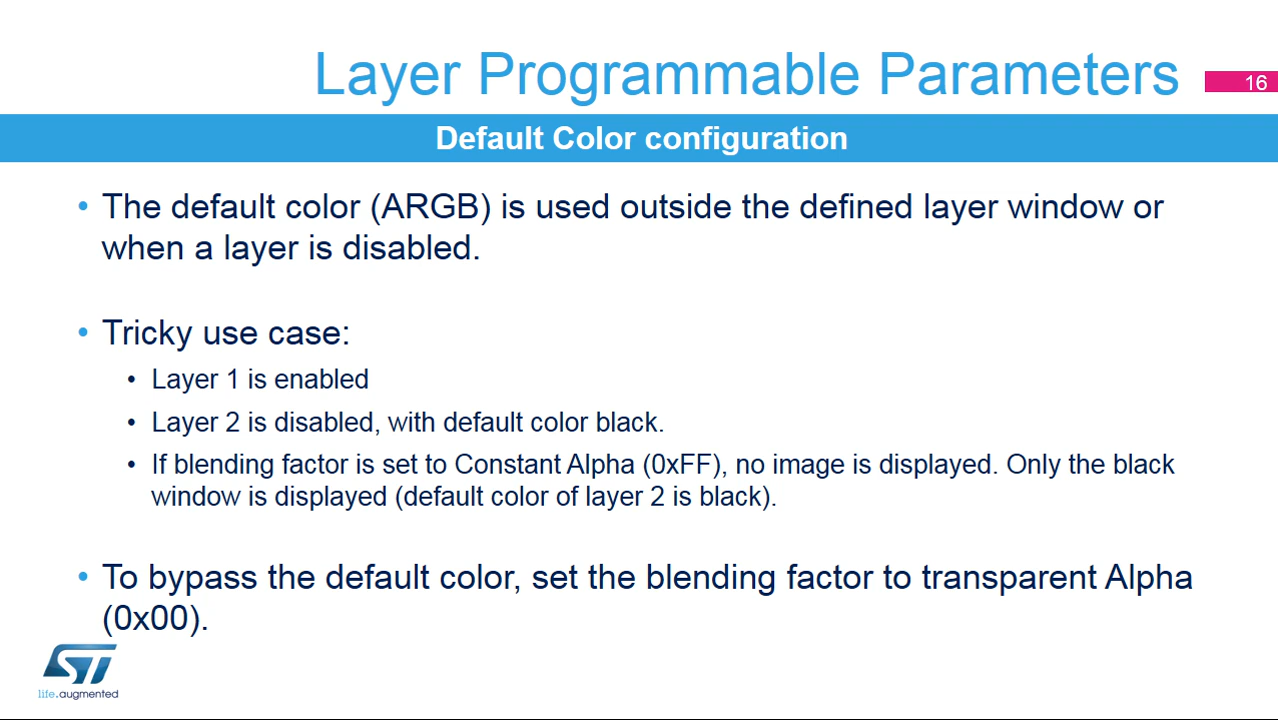 Layer Programmable Parameters
16
Default Color configuration
• The default color (ARGB) is used outside the defined layer window or
when a layer is disabled.
• Tricky use case:
• Layer 1 is enabled
• Layer 2 is disabled, with default color black.
• If blending factor is set to Constant Alpha (0xFF), no image is displayed. Only the black
window is displayed (default color of layer 2 is black).
• To bypass the default color, set the blending factor to transparent Alpha
(0x00).
ST
life.augmented